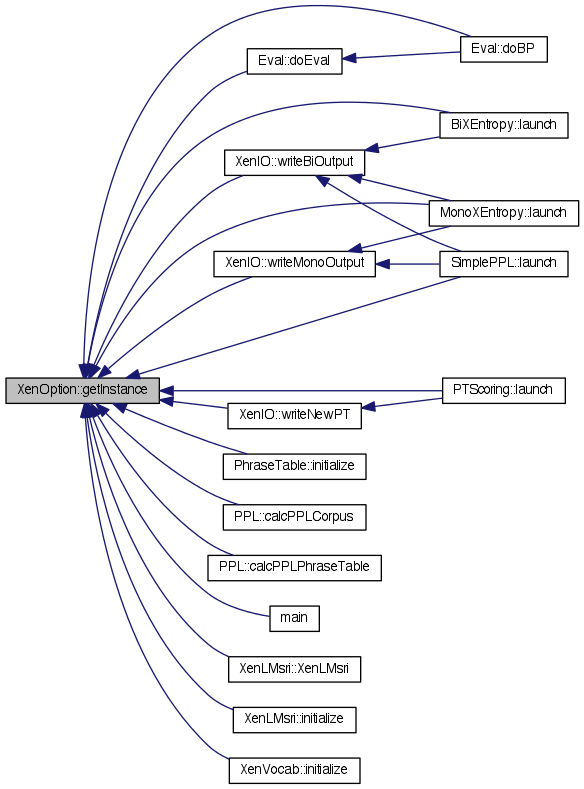 Eval::doBP
Eval::doEval
BiXEntropy::launch
XenIO::writeBiOutput
MonoXEntropy::launch
XenIO::writeMonoOutput
SimplePPL::launch
XenOption::getInstance
PTScoring::launch
XenIO::writeNewPT
PhraseTable::initialize
PPL::calcPPLCorpus
PPL::calcPPLPhraseTable
main
XenLMsri::XenLMsri
XenLMsri::initialize
XenVocab::initialize